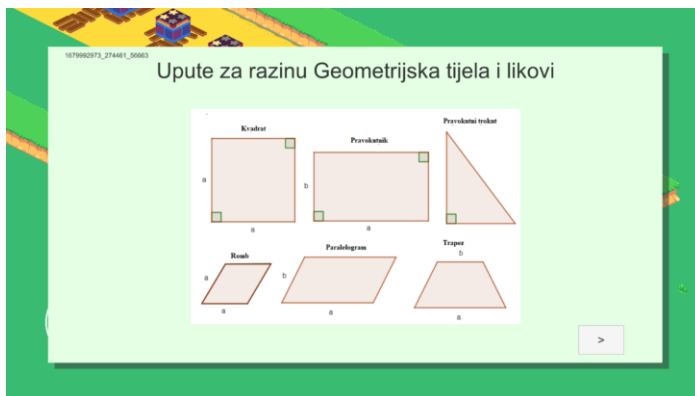 1679992973_274461_56663
Upute za razinu Geometrijska tijela i likovi
Kvadrat
a
a
Pravokutnik
b
a
Pravokutni trokut
Romb
a
a
Paralelogram
b
a
Trapez
b
a
>